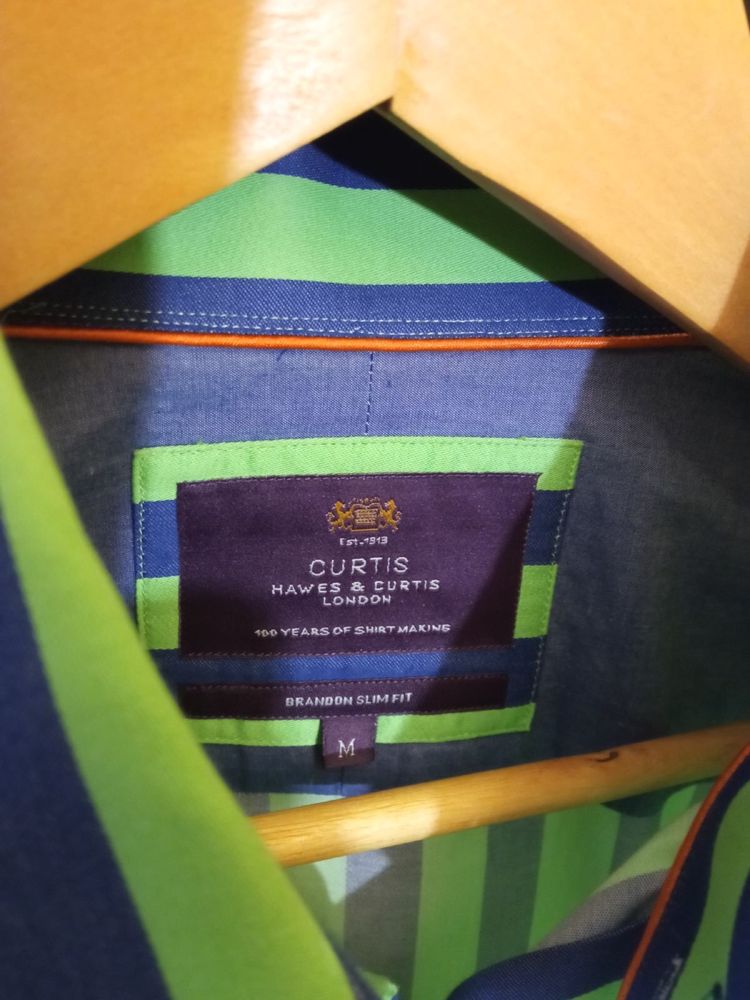 Est.1913
CURTIS
HAWES & CURTIS
LONDON
100 YEARS OF SHIRT MAKING
BRANDON SLIM FIT
M